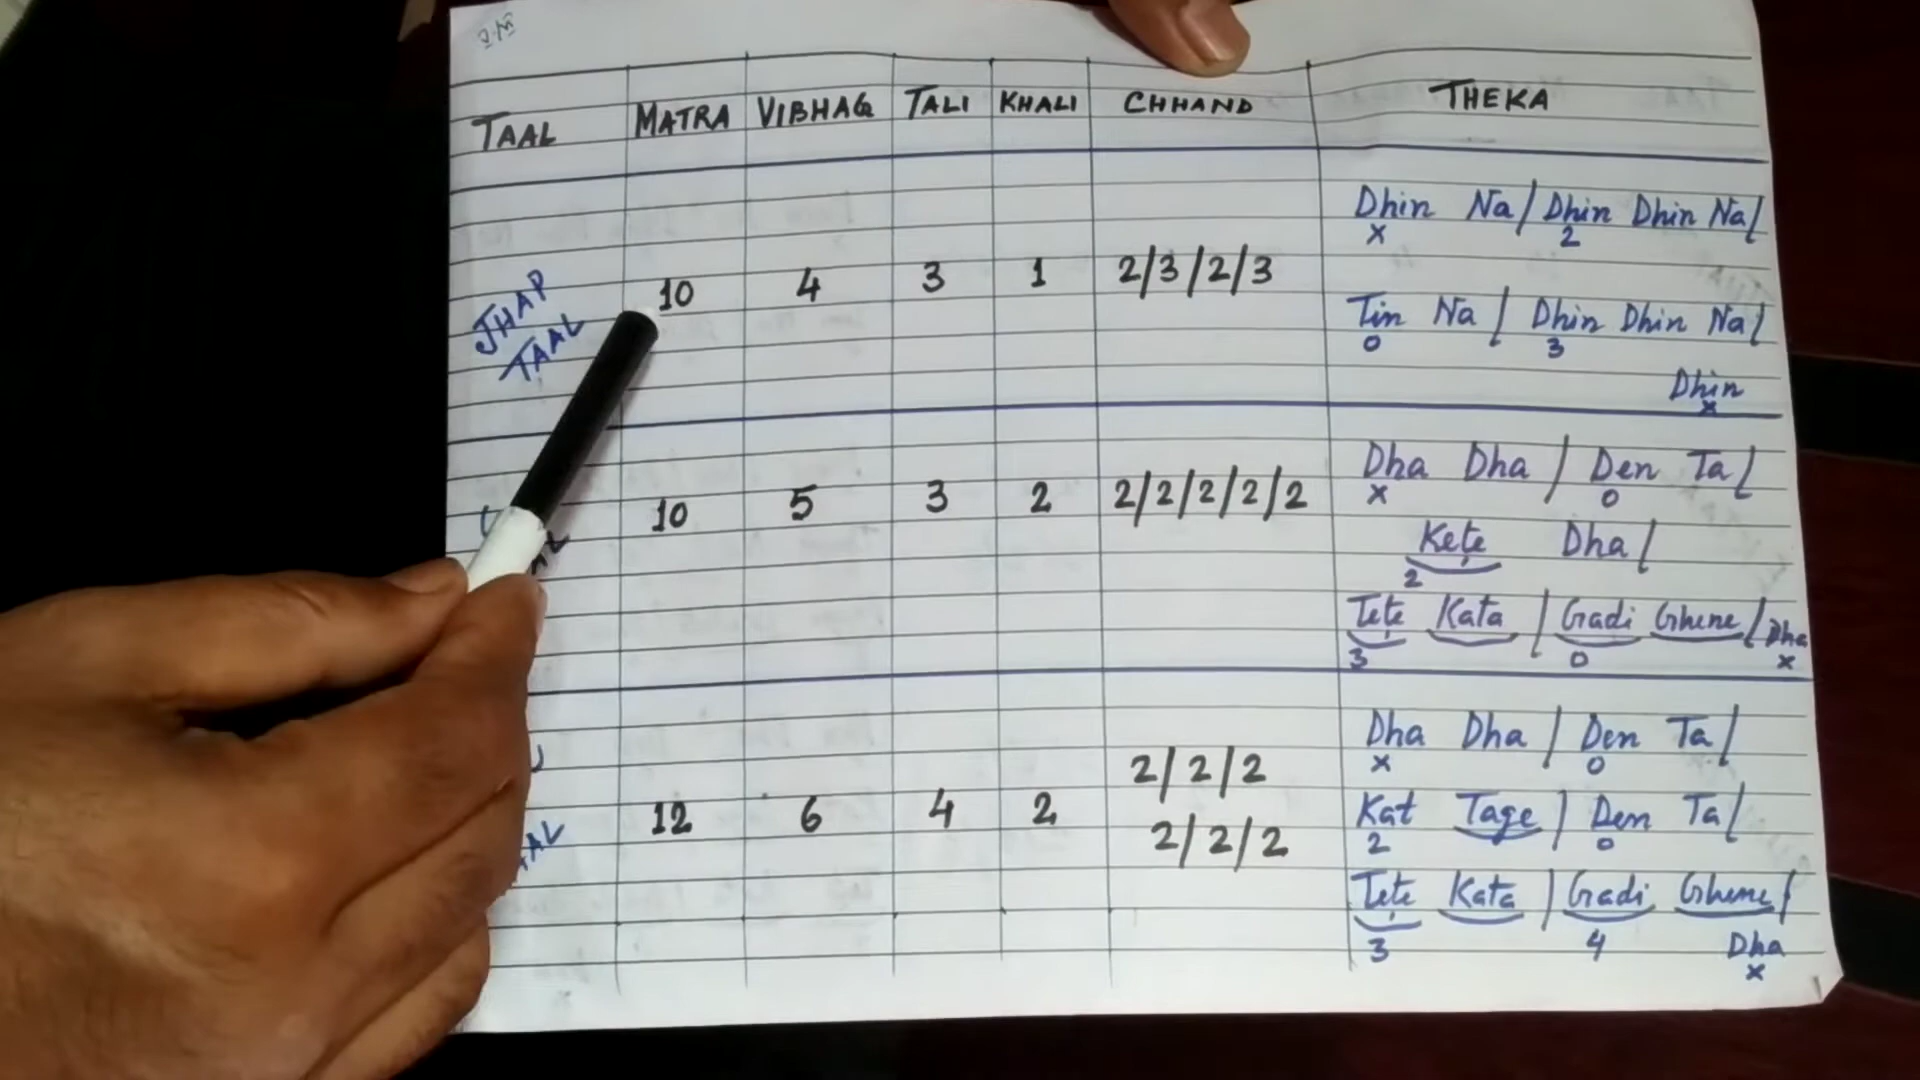 TAAL MATRA VIBHAG TALI KHALI CHHAND THEKA
JHAP TAAL 10 4 3 1 2/3/2/3
Dhin Na / Dhin Dhin Na /
x 2
Tin Na / Dhin Dhin Na /
0 3
Dhin
x
10 5 3 2 2/2/2/2/2
Dha Dha / Den Ta /
x 0
Kete Dha /
2
Tete Kata / Gadi Ghene / Dha
3 0 x
12 6 4 2 2/2/2
2/2/2
Dha Dha / Den Ta /
x 0
Kat Tage / Den Ta /
2 0
Tete Kata / Gadi Ghene /
3 4 Dha
x